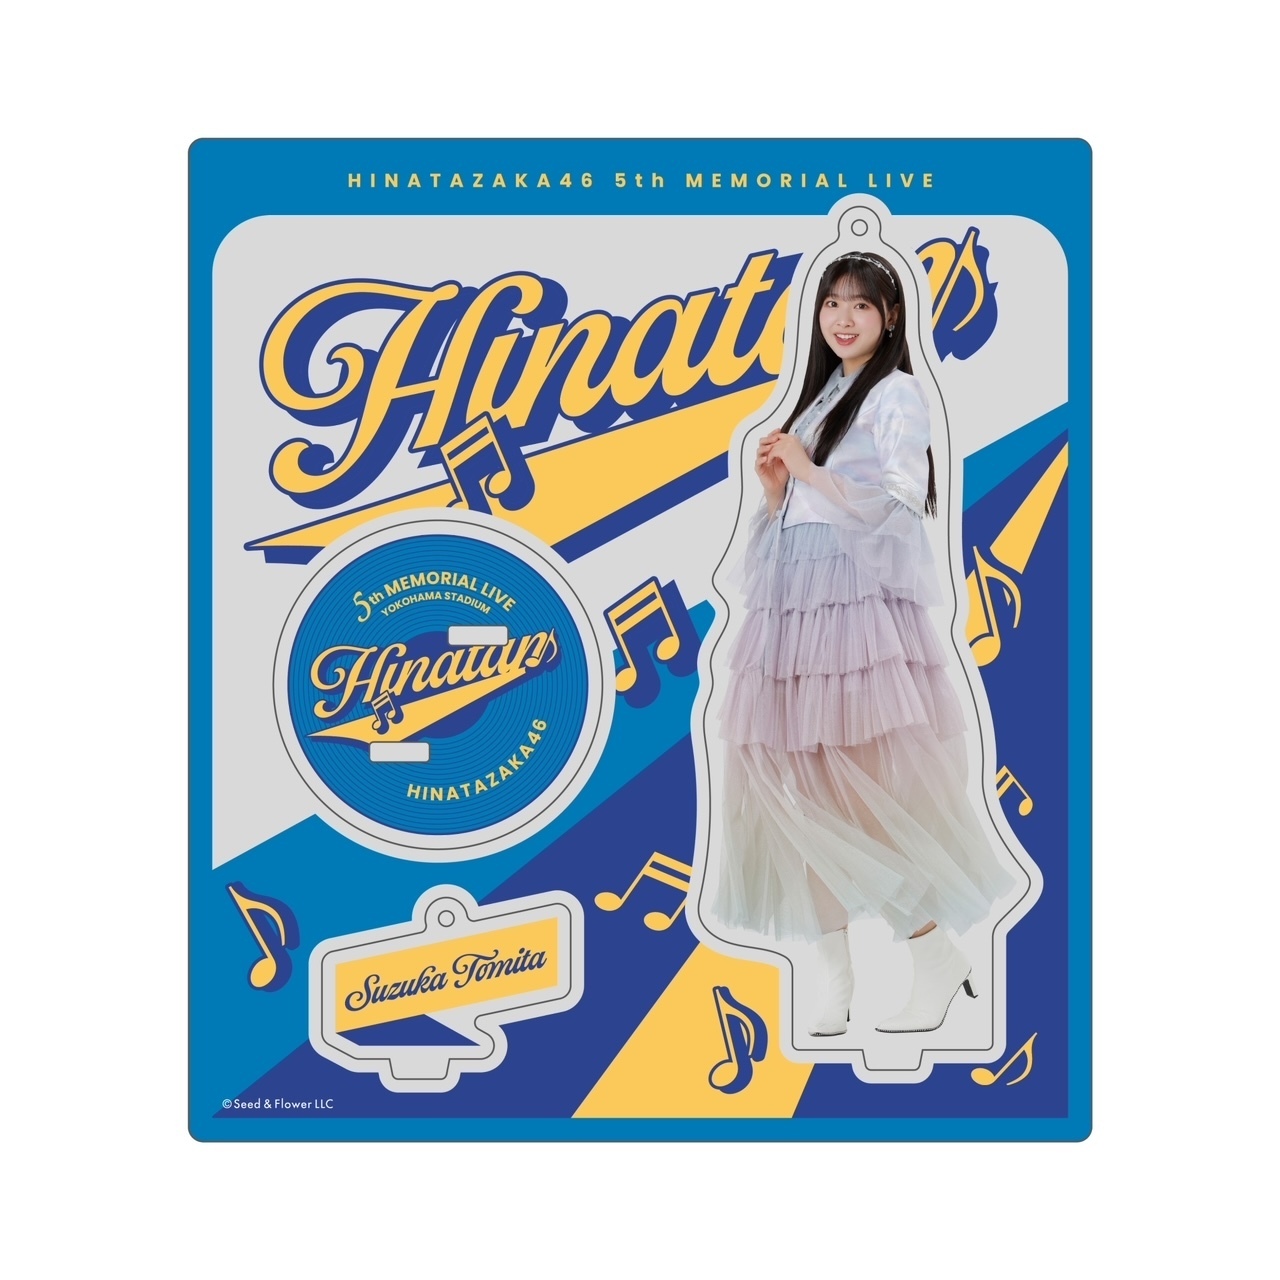 HINATAZAKA46 5th MEMORIAL LIVE
Hinatans
5th MEMORIAL LIVE
YOKOHAMA STADIUM
Hinatans
HINATAZAKA46
Suzuka Tomita
©Seed & Flower LLC